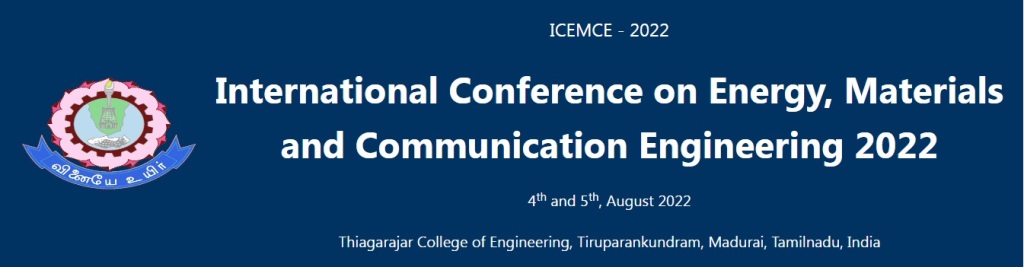 ICEMCE - 2022
International Conference on Energy, Materials
and Communication Engineering 2022
4th and 5th, August 2022
Thiagarajar College of Engineering, Tiruparankundram, Madurai, Tamilnadu, India
வினையே உயிர்